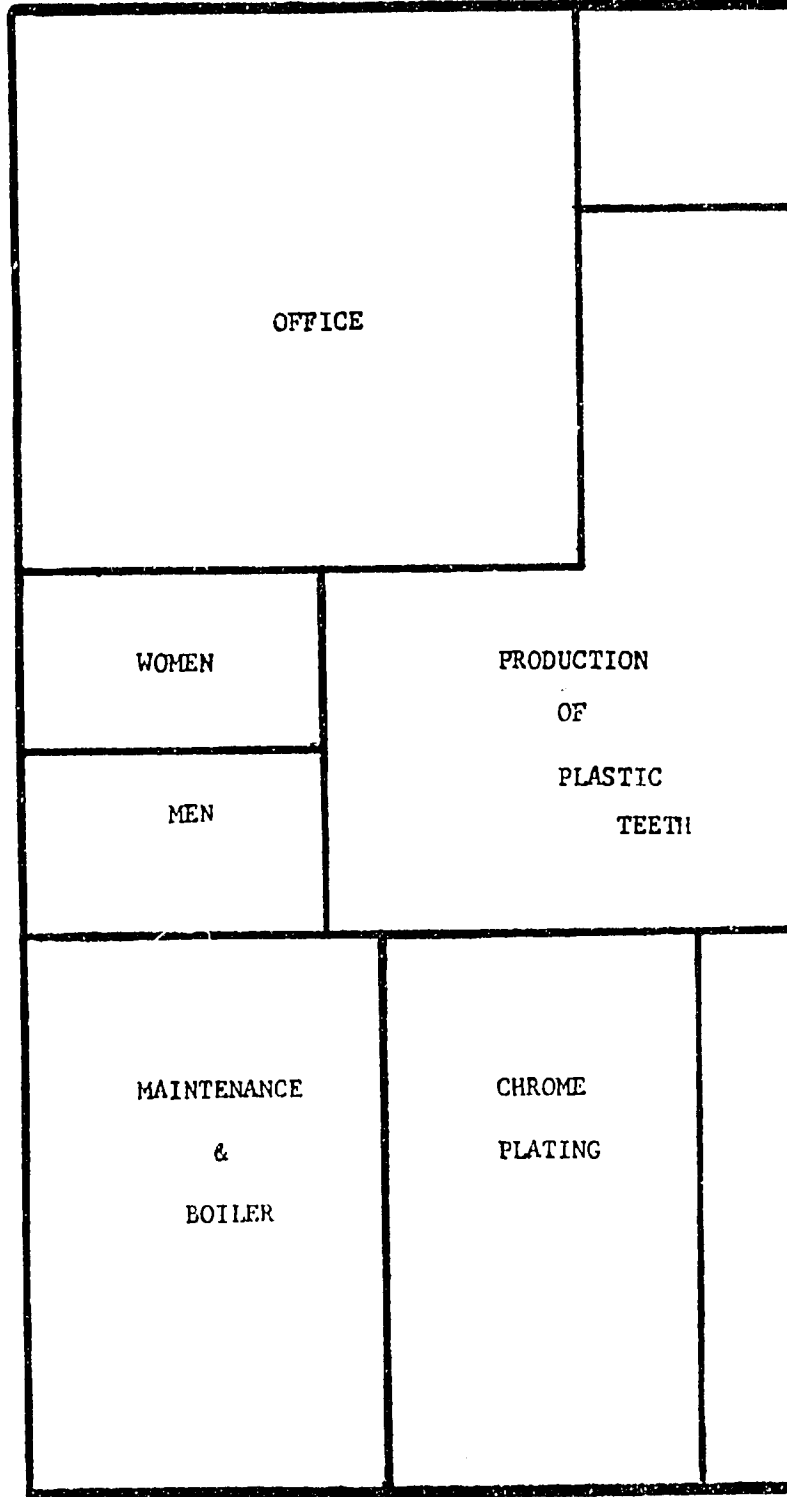 OFFICE
WOMEN
MEN
PRODUCTION
OF
PLASTIC
TEETH
MAINTENANCE
&
BOILER
CHROME
PLATING